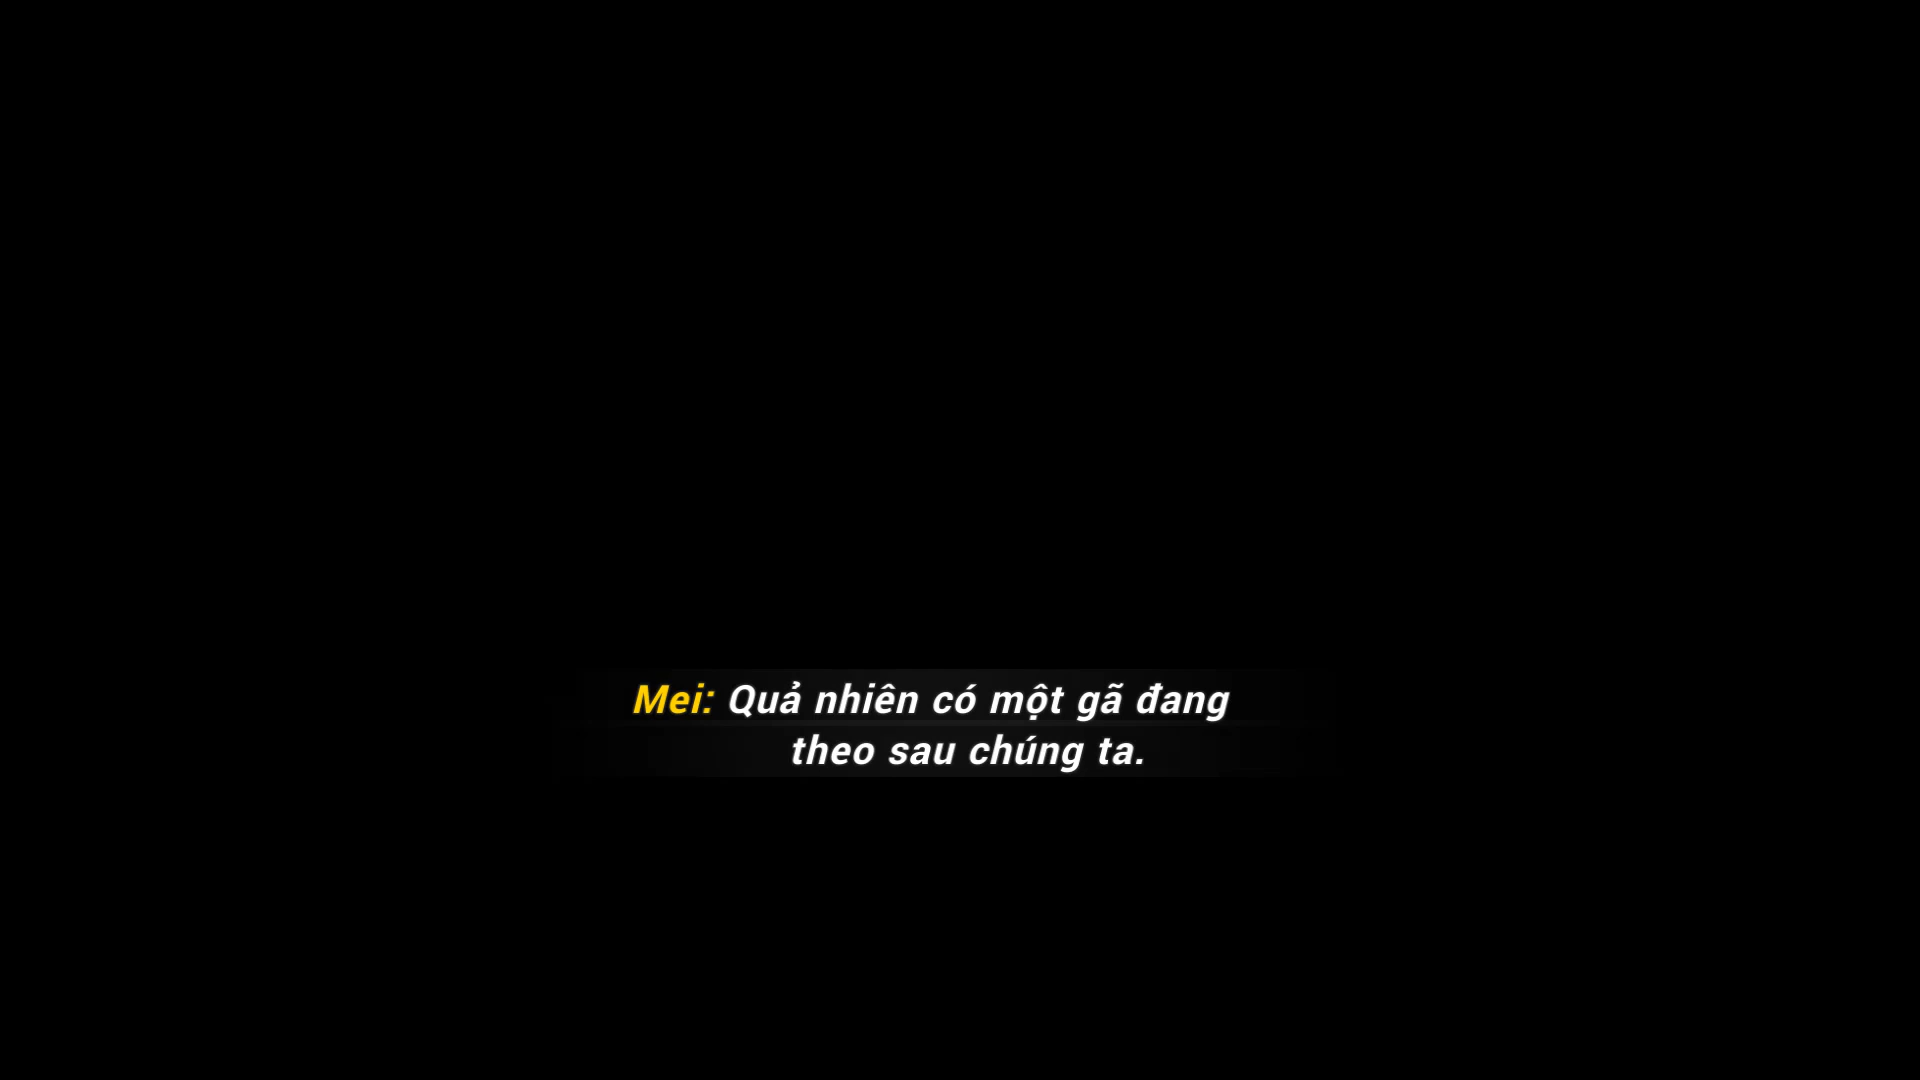 Mei: Quả nhiên có một gã đang
theo sau chúng ta.